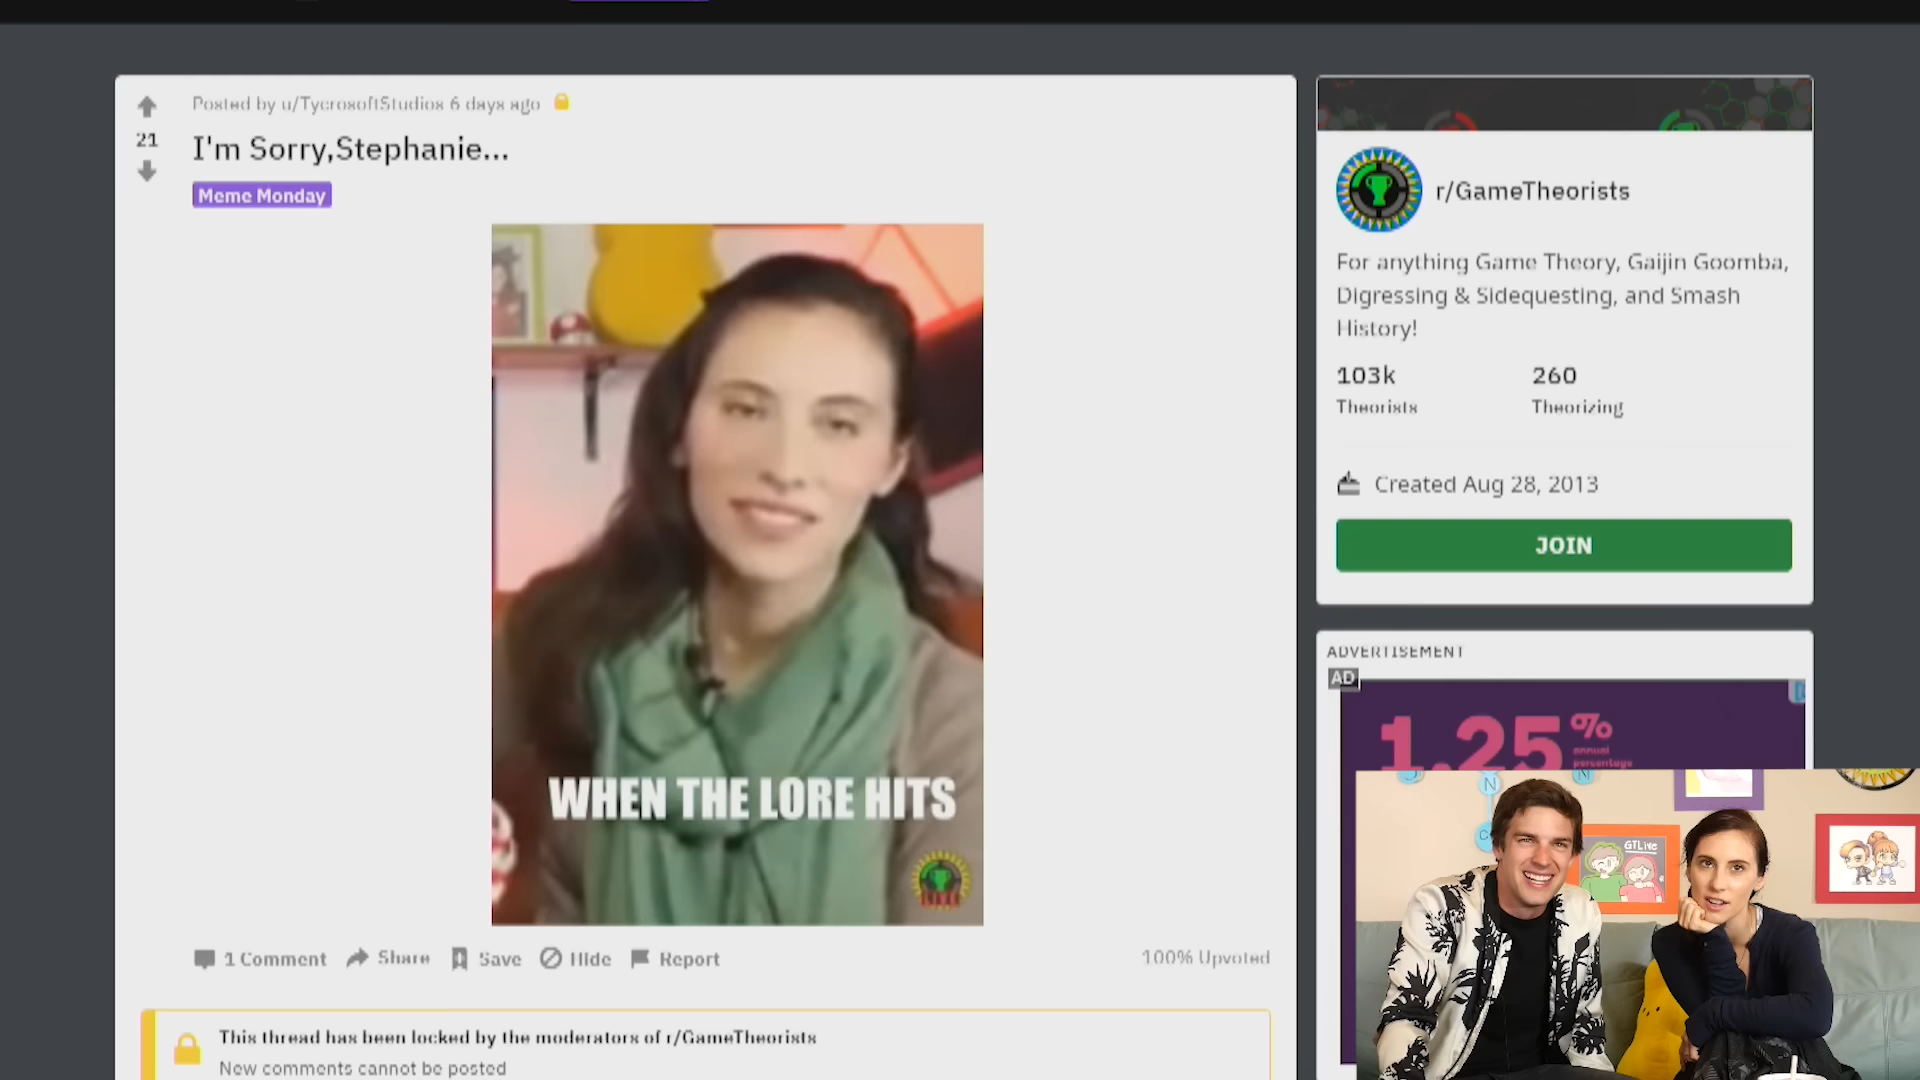 Posted by u/TycrosoftStudios 6 days ago
21
I'm Sorry,Stephanie...
Meme Monday
WHEN THE LORE HITS
LIVE
1 Comment
Share
Save
Hide
Report
100% Upvoted
This thread has been locked by the moderators of r/GameTheorists
New comments cannot be posted
r/GameTheorists
For anything Game Theory, Gaijin Goomba,
Digressing & Sidequesting, and Smash
History!
103k
260
Theorists
Theorizing
Created Aug 28, 2013
JOIN
ADVERTISEMENT
AD
1.25%
annual
percentage
N
N
C
GTLive